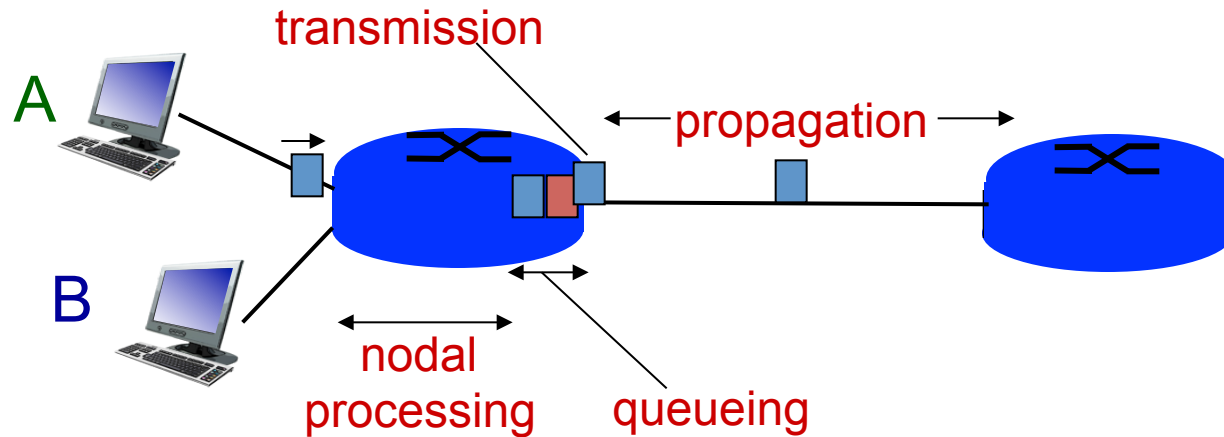 transmission
A
propagation
B
nodal
processing
queueing